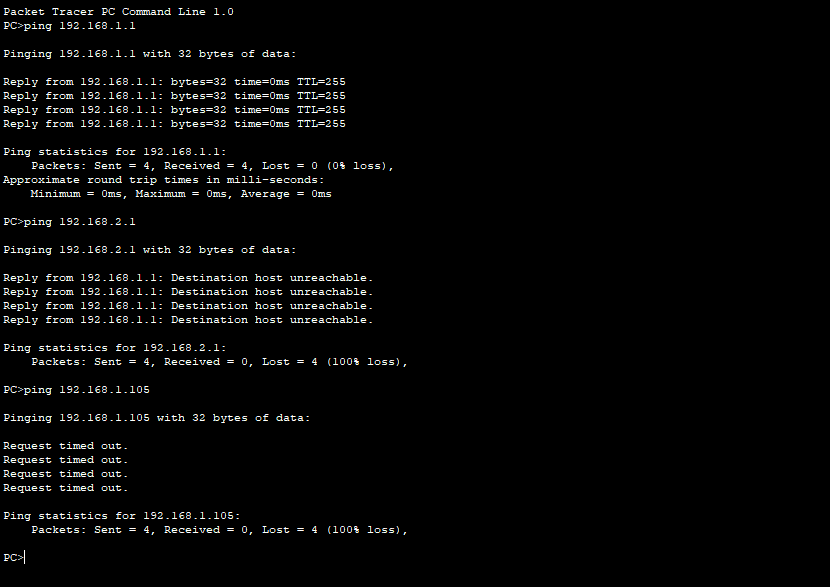 Packet Tracer PC Command Line 1.0
PC>ping 192.168.1.1
Pinging 192.168.1.1 with 32 bytes of data:
Reply from 192.168.1.1: bytes=32 time=0ms TTL=255
Reply from 192.168.1.1: bytes=32 time=0ms TTL=255
Reply from 192.168.1.1: bytes=32 time=0ms TTL=255
Reply from 192.168.1.1: bytes=32 time=0ms TTL=255
Ping statistics for 192.168.1.1:
Packets: Sent = 4, Received = 4, Lost = 0 (0% loss),
Approximate round trip times in milli-seconds:
Minimum = 0ms, Maximum = 0ms, Average = 0ms
PC>ping 192.168.2.1
Pinging 192.168.2.1 with 32 bytes of data:
Reply from 192.168.1.1: Destination host unreachable.
Reply from 192.168.1.1: Destination host unreachable.
Reply from 192.168.1.1: Destination host unreachable.
Reply from 192.168.1.1: Destination host unreachable.
Ping statistics for 192.168.2.1:
Packets: Sent = 4, Received = 0, Lost = 4 (100% loss),
PC>ping 192.168.1.105
Pinging 192.168.1.105 with 32 bytes of data:
Request timed out.
Request timed out.
Request timed out.
Request timed out.
Ping statistics for 192.168.1.105:
Packets: Sent = 4, Received = 0, Lost = 4 (100% loss),
PC>